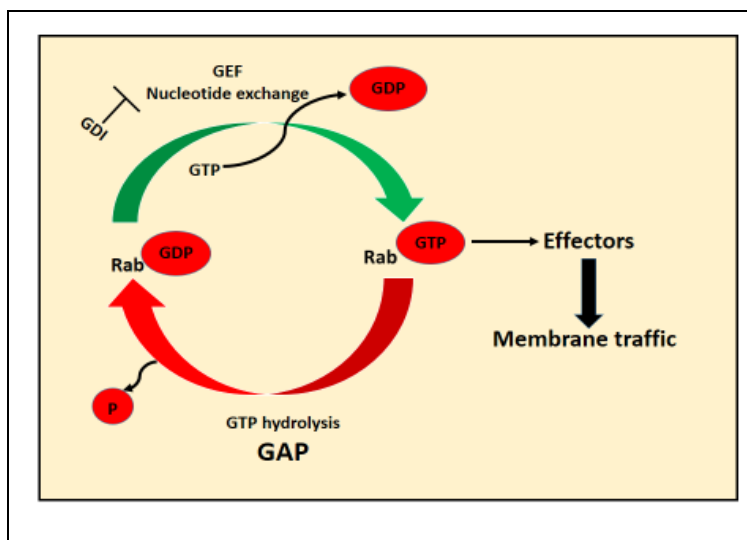 GEF
Nucleotide exchange
GDP
GDI
GTP
Rab
GDP
Rab
GTP
Effectors
Membrane traffic
P
GTP hydrolysis
GAP